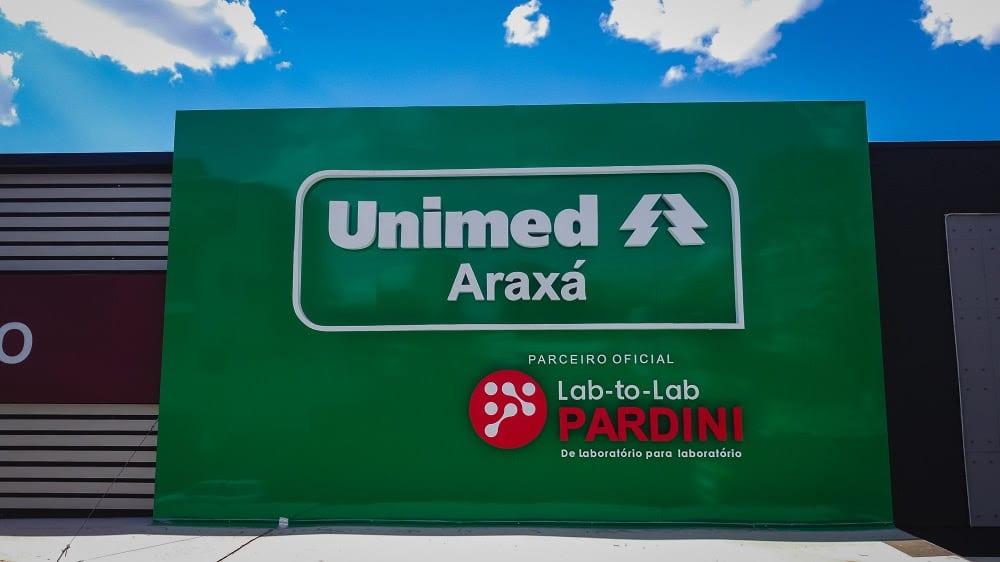 Unimed
Araxá
PARCEIRO OFICIAL
Lab-to-Lab
PARDINI
De Laboratório para laboratório
O